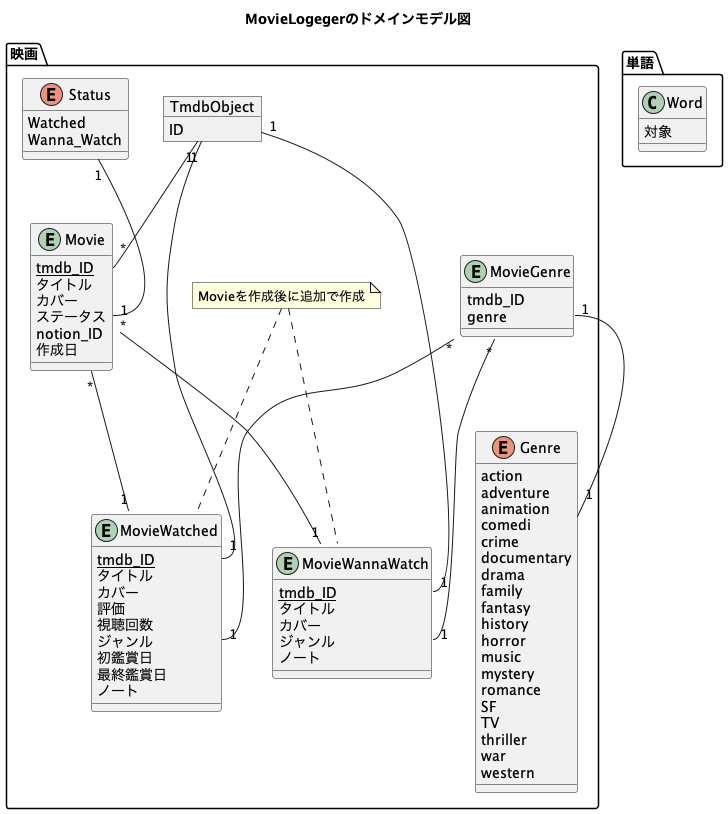 MovieLogegerのドメインモデル図
映画
E Status
Watched
Wanna_Watch
TmdbObject
ID
1
1
1
1
E Movie
tmdb_ID
タイトル
カバー
ステータス
notion_ID
作成日
*
1
*
*
Movieを作成後に追加で作成
E MovieGenre
tmdb_ID
genre
1
*
*
E Genre
action
adventure
animation
comedi
crime
documentary
drama
family
fantasy
history
horror
music
mystery
romance
SF
TV
thriller
war
western
1
1
E MovieWatched
tmdb_ID
タイトル
カバー
評価
視聴回数
ジャンル
初鑑賞日
最終鑑賞日
ノート
1
1
1
E MovieWannaWatch
tmdb_ID
タイトル
カバー
ジャンル
ノート
1
1
単語
C Word
対象